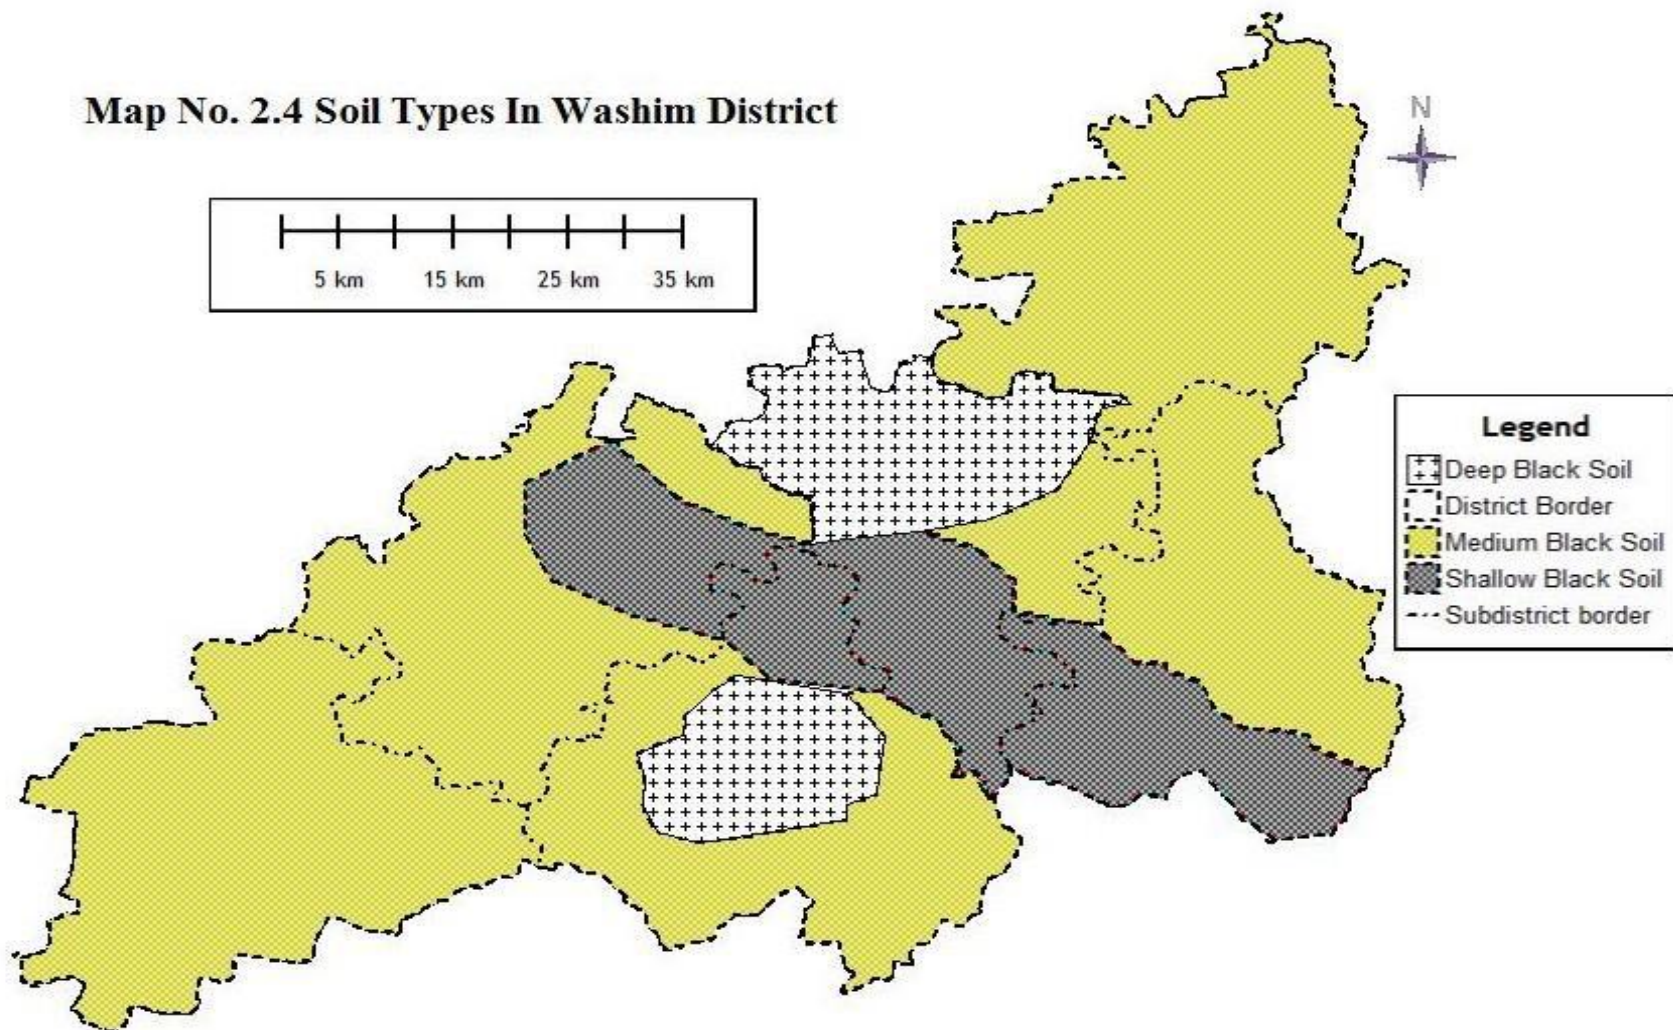 Map No. 2.4 Soil Types In Washim District
N
5 km 15 km 25 km 35 km
Legend
Deep Black Soil
District Border
Medium Black Soil
Shallow Black Soil
Subdistrict border